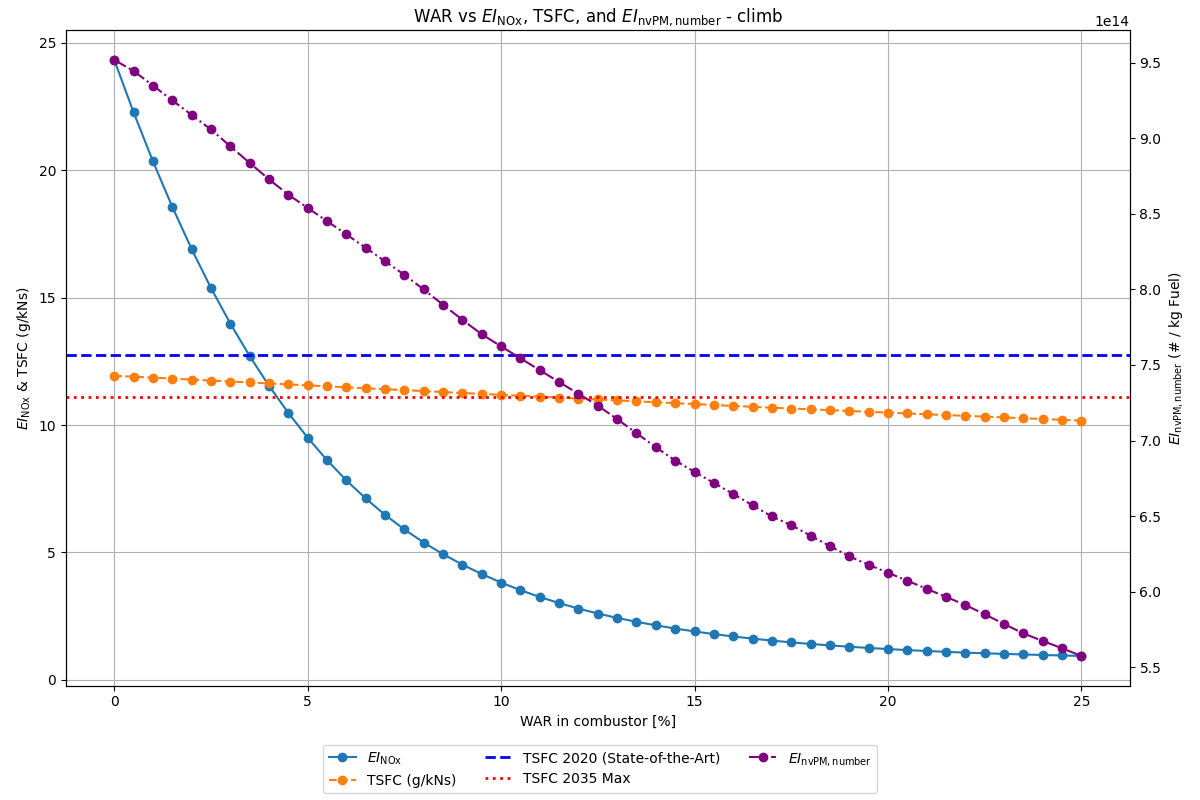 WAR vs EI_NOx, TSFC, and EI_nvPM, number - climb
1e14
25
20
15
10
5
0
EI_NOx & TSFC (g/kNs)
9.5
9.0
8.5
8.0
7.5
7.0
6.5
6.0
5.5
EI_nvPM, number (# / kg Fuel)
0 5 10 15 20 25
WAR in combustor [%]
EI_NOx
TSFC (g/kNs)
TSFC 2020 (State-of-the-Art)
TSFC 2035 Max
EI_nvPM, number